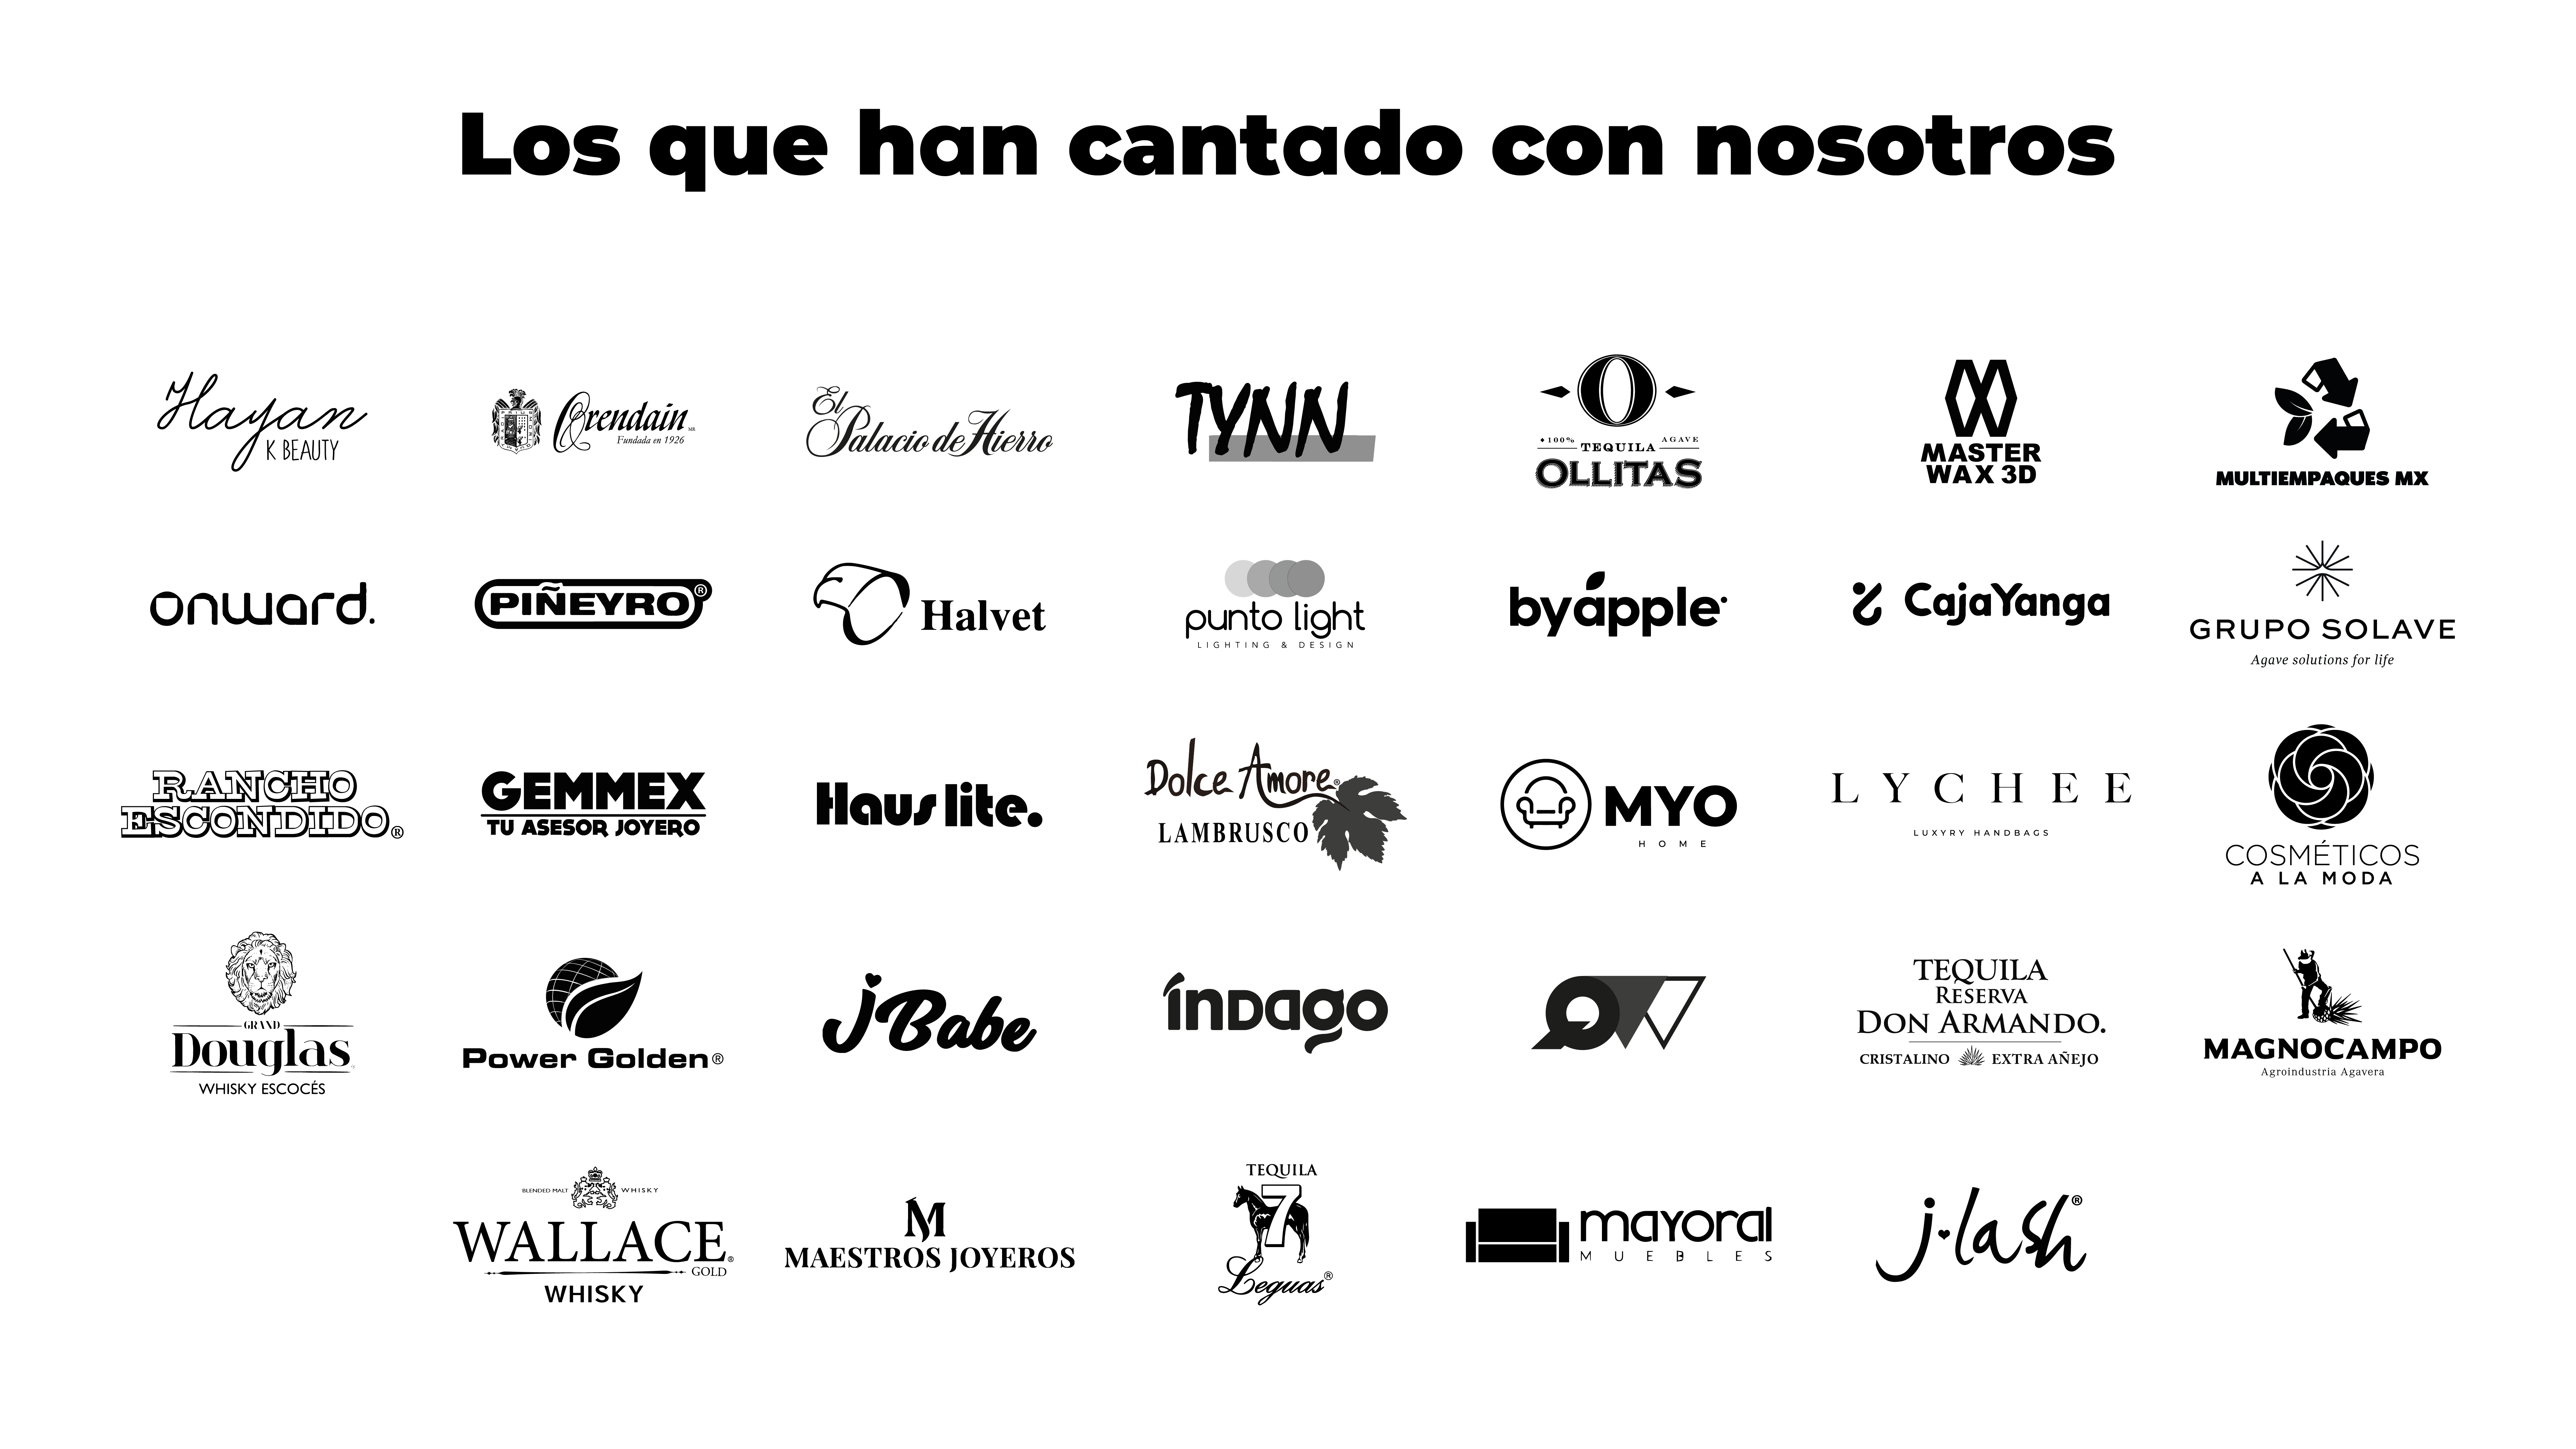 Los que han cantado con nosotros
Hayan
K BEAUTY
Orendain MR
Fundada en 1926
El
Palacio de Hierro
TYNN
O
100% AGAVE
TEQUILA
OLLITAS
MASTER
WAX 3D
MULTIEMPAQUES MX
onward.
PIÑEYRO®
Halvet
punto light
LIGHTING & DESIGN
byapple
CajaYanga
GRUPO SOLAVE
Agave solutions for life
RANCHO
ESCONDIDO®
GEMMEX
TU ASESOR JOYERO
Haus lite.
Dolce Amore®
LAMBRUSCO
MYO
HOME
LYCHEE
LUXYRY HANDBAGS
COSMÉTICOS
A LA MODA
GRAND
Douglas
WHISKY ESCOCÉS
Power Golden®
jBabe
índago
TEQUILA
RESERVA
DON ARMANDO.
CRISTALINO EXTRA AÑEJO
MAGNOCAMPO
Agroindustria Agavera
BLENDED MALT WHISKY
WALLACE®
GOLD
WHISKY
M
MAESTROS JOYEROS
TEQUILA
7
Leguas®
mayoral
MUEBLES
j·lash®